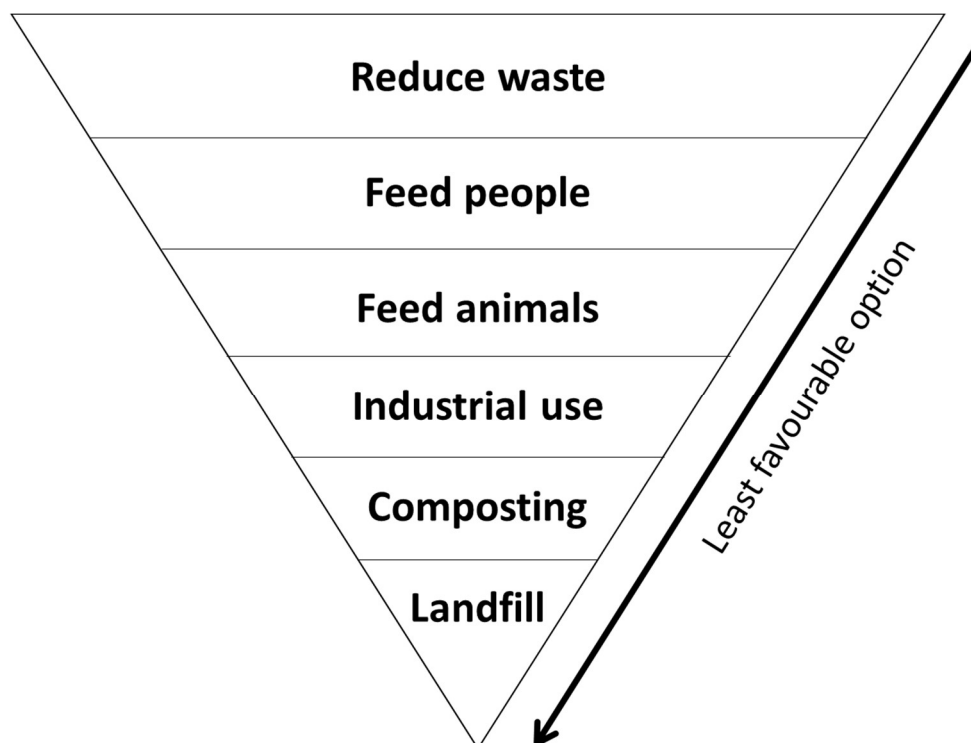 Reduce waste
Feed people
Feed animals
Industrial use
Composting
Landfill
Least favourable option